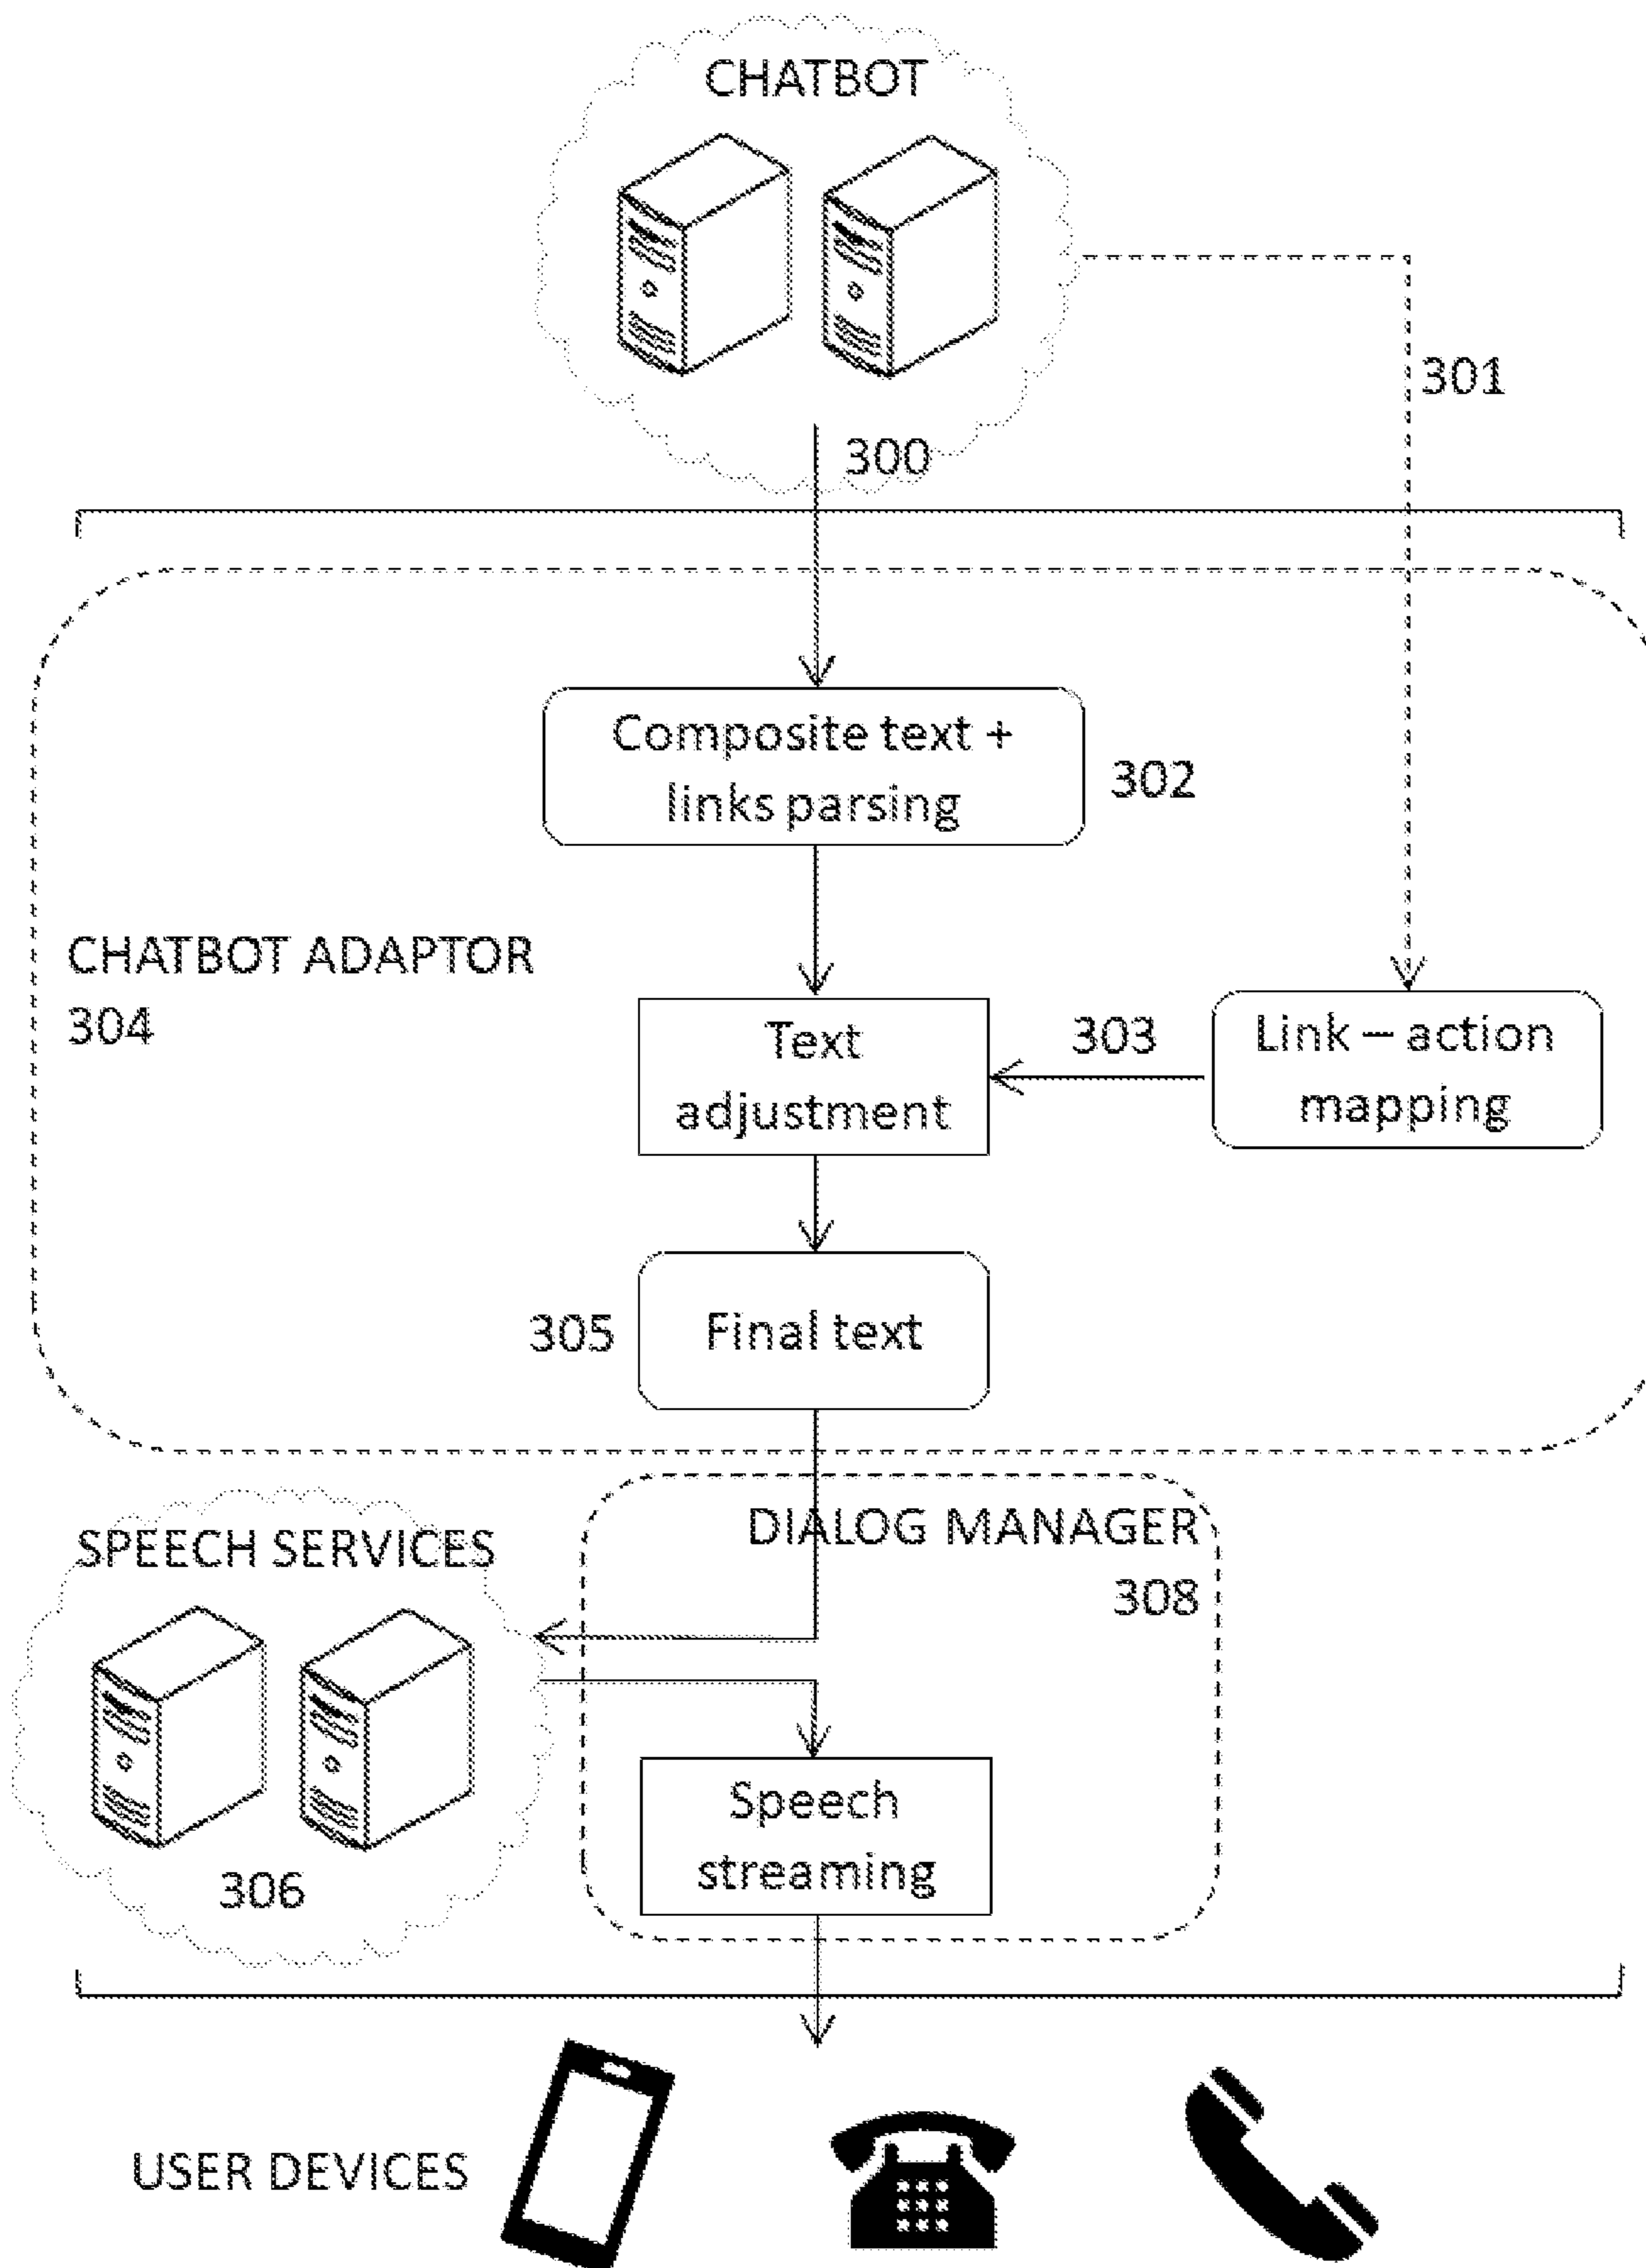 CHATBOT
301
300
Composite text +
links parsing
302
CHATBOT ADAPTOR
304
Text
adjustment
303
Link – action
mapping
305
Final text
SPEECH SERVICES
DIALOG MANAGER
308
Speech
streaming
306
USER DEVICES